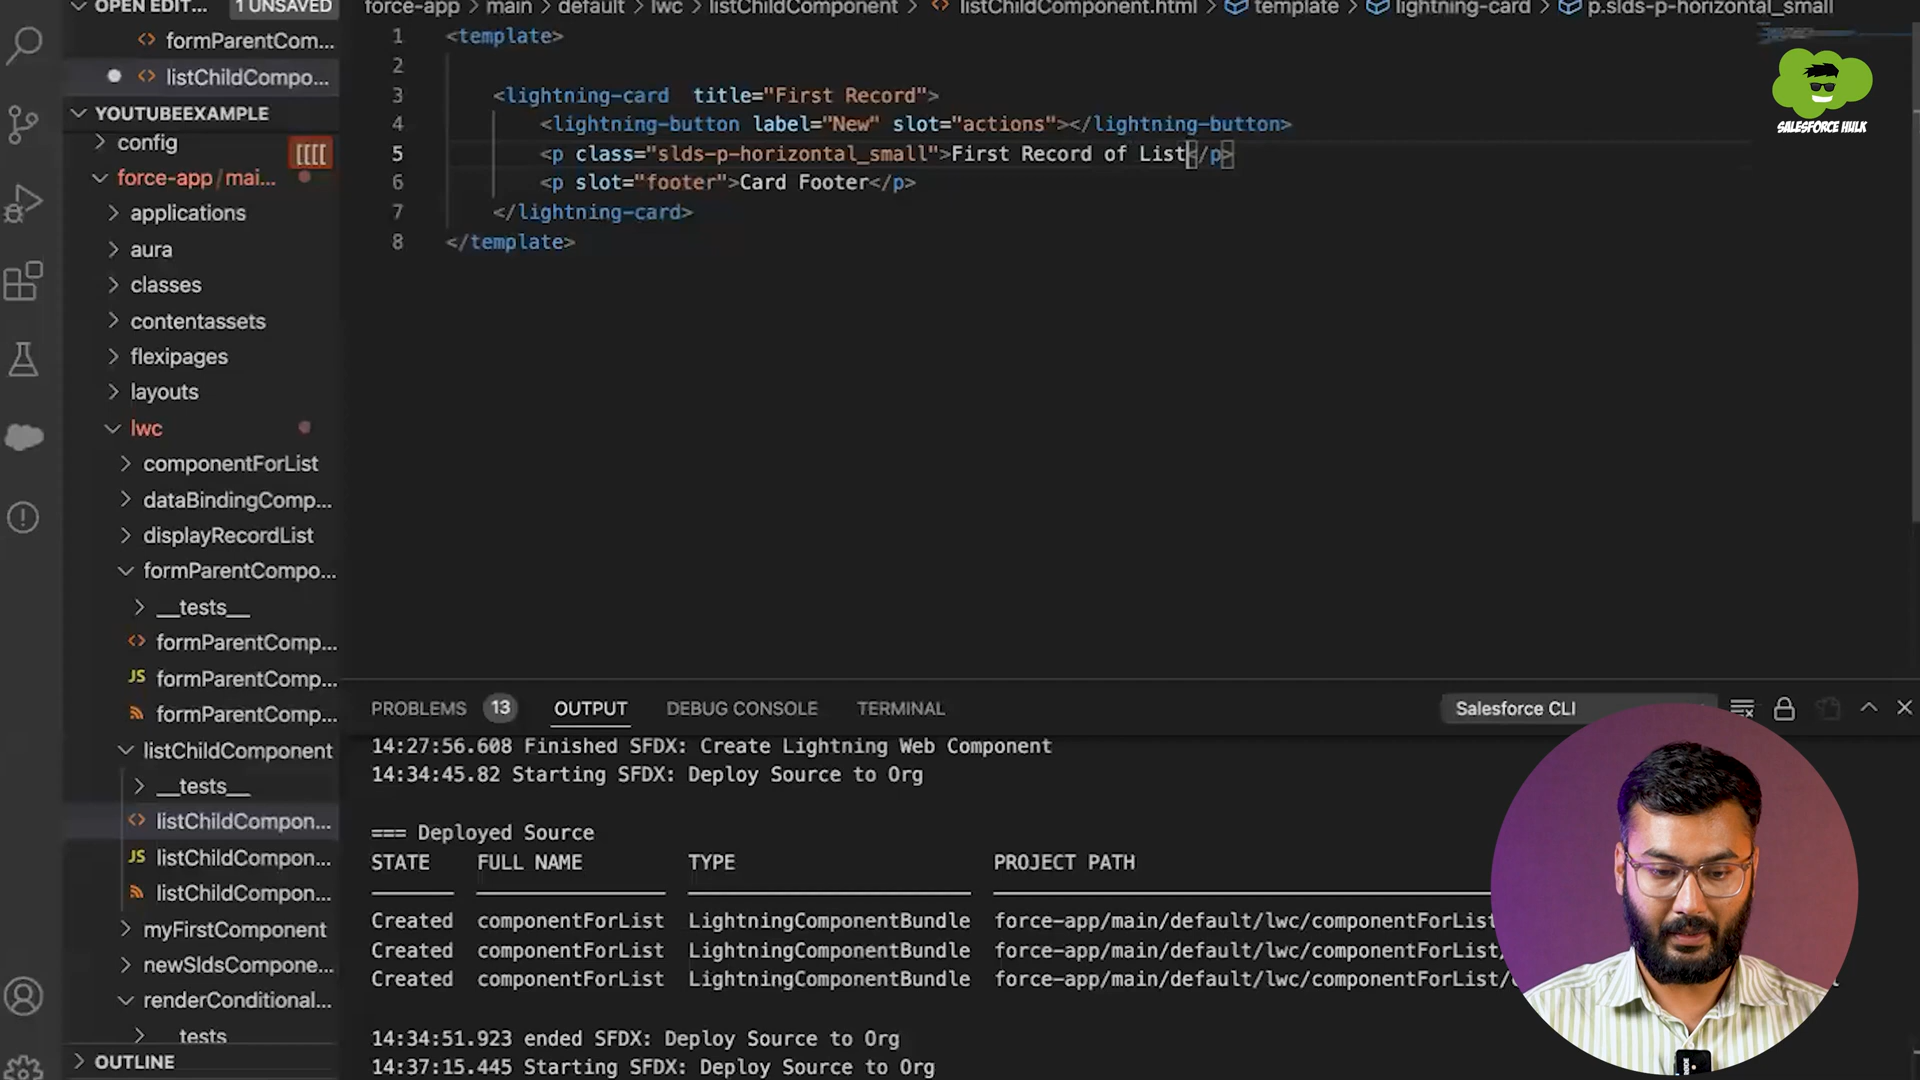 OPEN EDIT... 1 UNSAVED
formParentCom...
listChildCompo...
YOUTUBEEXAMPLE
config
force-app / mai...
applications
aura
classes
contentassets
flexipages
layouts
lwc
componentForList
dataBindingComp...
displayRecordList
formParentCompo...
__tests__
formParentComp...
JS formParentComp...
formParentComp...
listChildComponent
__tests__
listChildCompon...
JS listChildCompon...
listChildCompon...
myFirstComponent
newSldsCompone...
renderConditional...
tests
OUTLINE
force-app > main > default > lwc > listChildComponent > listChildComponent.html > template > lightning-card > p.slds-p-horizontal_small
1 <template>
2
3 <lightning-card  title="First Record">
4 <lightning-button label="New" slot="actions"></lightning-button>
5 <p class="slds-p-horizontal_small">First Record of List</p>
6 <p slot="footer">Card Footer</p>
7 </lightning-card>
8 </template>
SALESFORCE HULK
PROBLEMS 13 OUTPUT DEBUG CONSOLE TERMINAL Salesforce CLI
14:27:56.608 Finished SFDX: Create Lightning Web Component
14:34:45.82 Starting SFDX: Deploy Source to Org
=== Deployed Source
STATE FULL NAME TYPE PROJECT PATH
Created componentForList LightningComponentBundle force-app/main/default/lwc/componentForList
Created componentForList LightningComponentBundle force-app/main/default/lwc/componentForList/
Created componentForList LightningComponentBundle force-app/main/default/lwc/componentForList/
14:34:51.923 ended SFDX: Deploy Source to Org
14:37:15.445 Starting SFDX: Deploy Source to Org